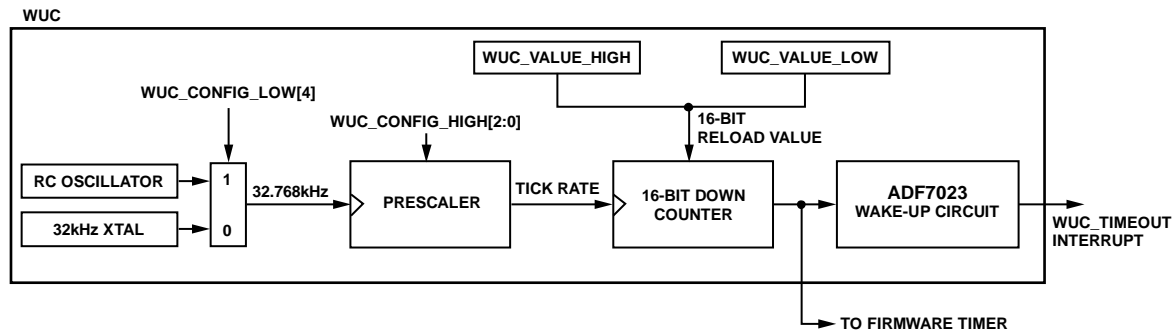 WUC
WUC_VALUE_HIGH
WUC_VALUE_LOW
WUC_CONFIG_LOW[4]
WUC_CONFIG_HIGH[2:0]
16-BIT
RELOAD VALUE
RC OSCILLATOR
1
32.768kHz
PRESCALER
TICK RATE
16-BIT DOWN
COUNTER
ADF7023
WAKE-UP CIRCUIT
32kHz XTAL
0
WUC_TIMEOUT
INTERRUPT
TO FIRMWARE TIMER